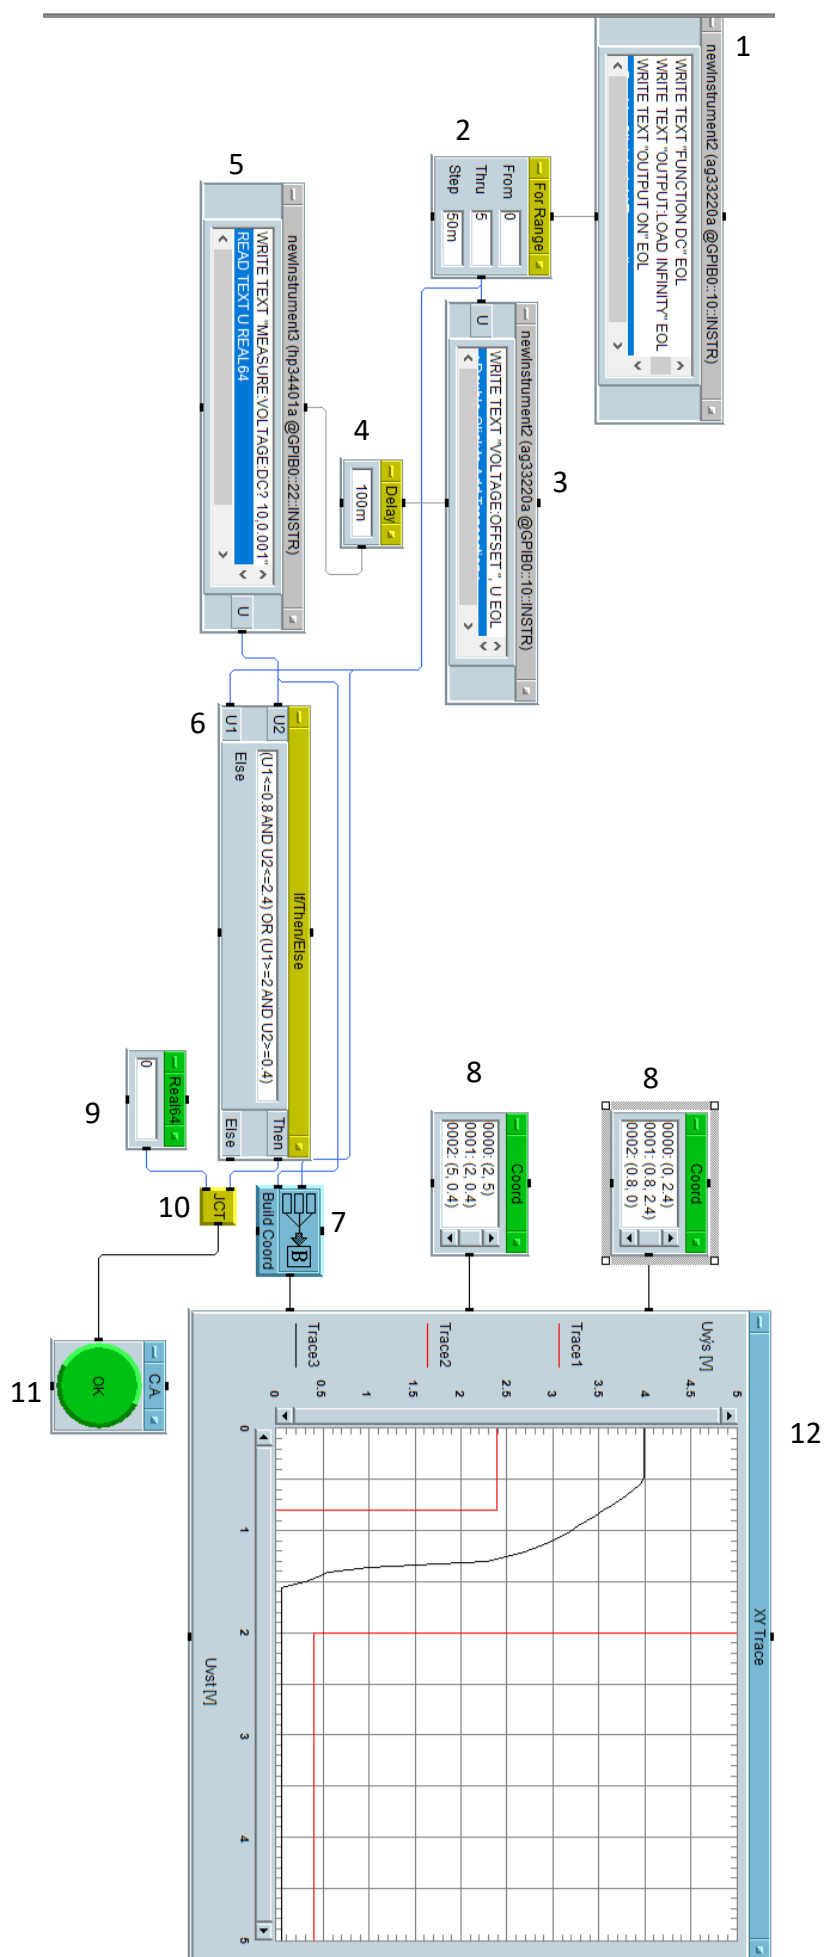 1
newInstrument2 (ag33220a @GPIB0::10::INSTR)
WRITE TEXT "FUNCTION DC" EOL
WRITE TEXT "OUTPUT:LOAD INFINITY" EOL
WRITE TEXT "OUTPUT ON" EOL
2
For Range
From 0
Thru 5
Step 50m
3
newInstrument2 (ag33220a @GPIB0::10::INSTR)
U
WRITE TEXT "VOLTAGE:OFFSET ", U EOL
4
Delay
100m
5
newInstrument3 (hp34401a @GPIB0::22::INSTR)
WRITE TEXT "MEASURE:VOLTAGE:DC? 10,0.001"
READ TEXT U REAL64
U
6
If/Then/Else
U2
U1
(U1<=0.8 AND U2<=2.4) OR (U1>=2 AND U2>=0.4)
Else
Then
Else
7
Build Coord
B
8
Coord
0000: (0, 2.4)
0001: (0.8, 2.4)
0002: (0.8, 0)
8
Coord
0000: (2, 5)
0001: (2, 0.4)
0002: (5, 0.4)
9
Real64
0
10
JCT
11
C.A.
OK
12
XY Trace
Uvýs [V]
Trace1
Trace2
Trace3
5
4.5
4
3.5
3
2.5
2
1.5
1
0.5
0
0
1
2
3
4
5
Uvst [V]